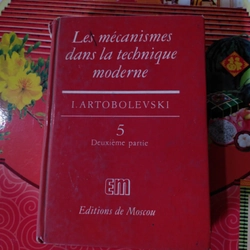 Les mécanismes
dans la technique
moderne
I. ARTOBOLEVSKI
5
Deuxième partie
EM
Editions de Moscou